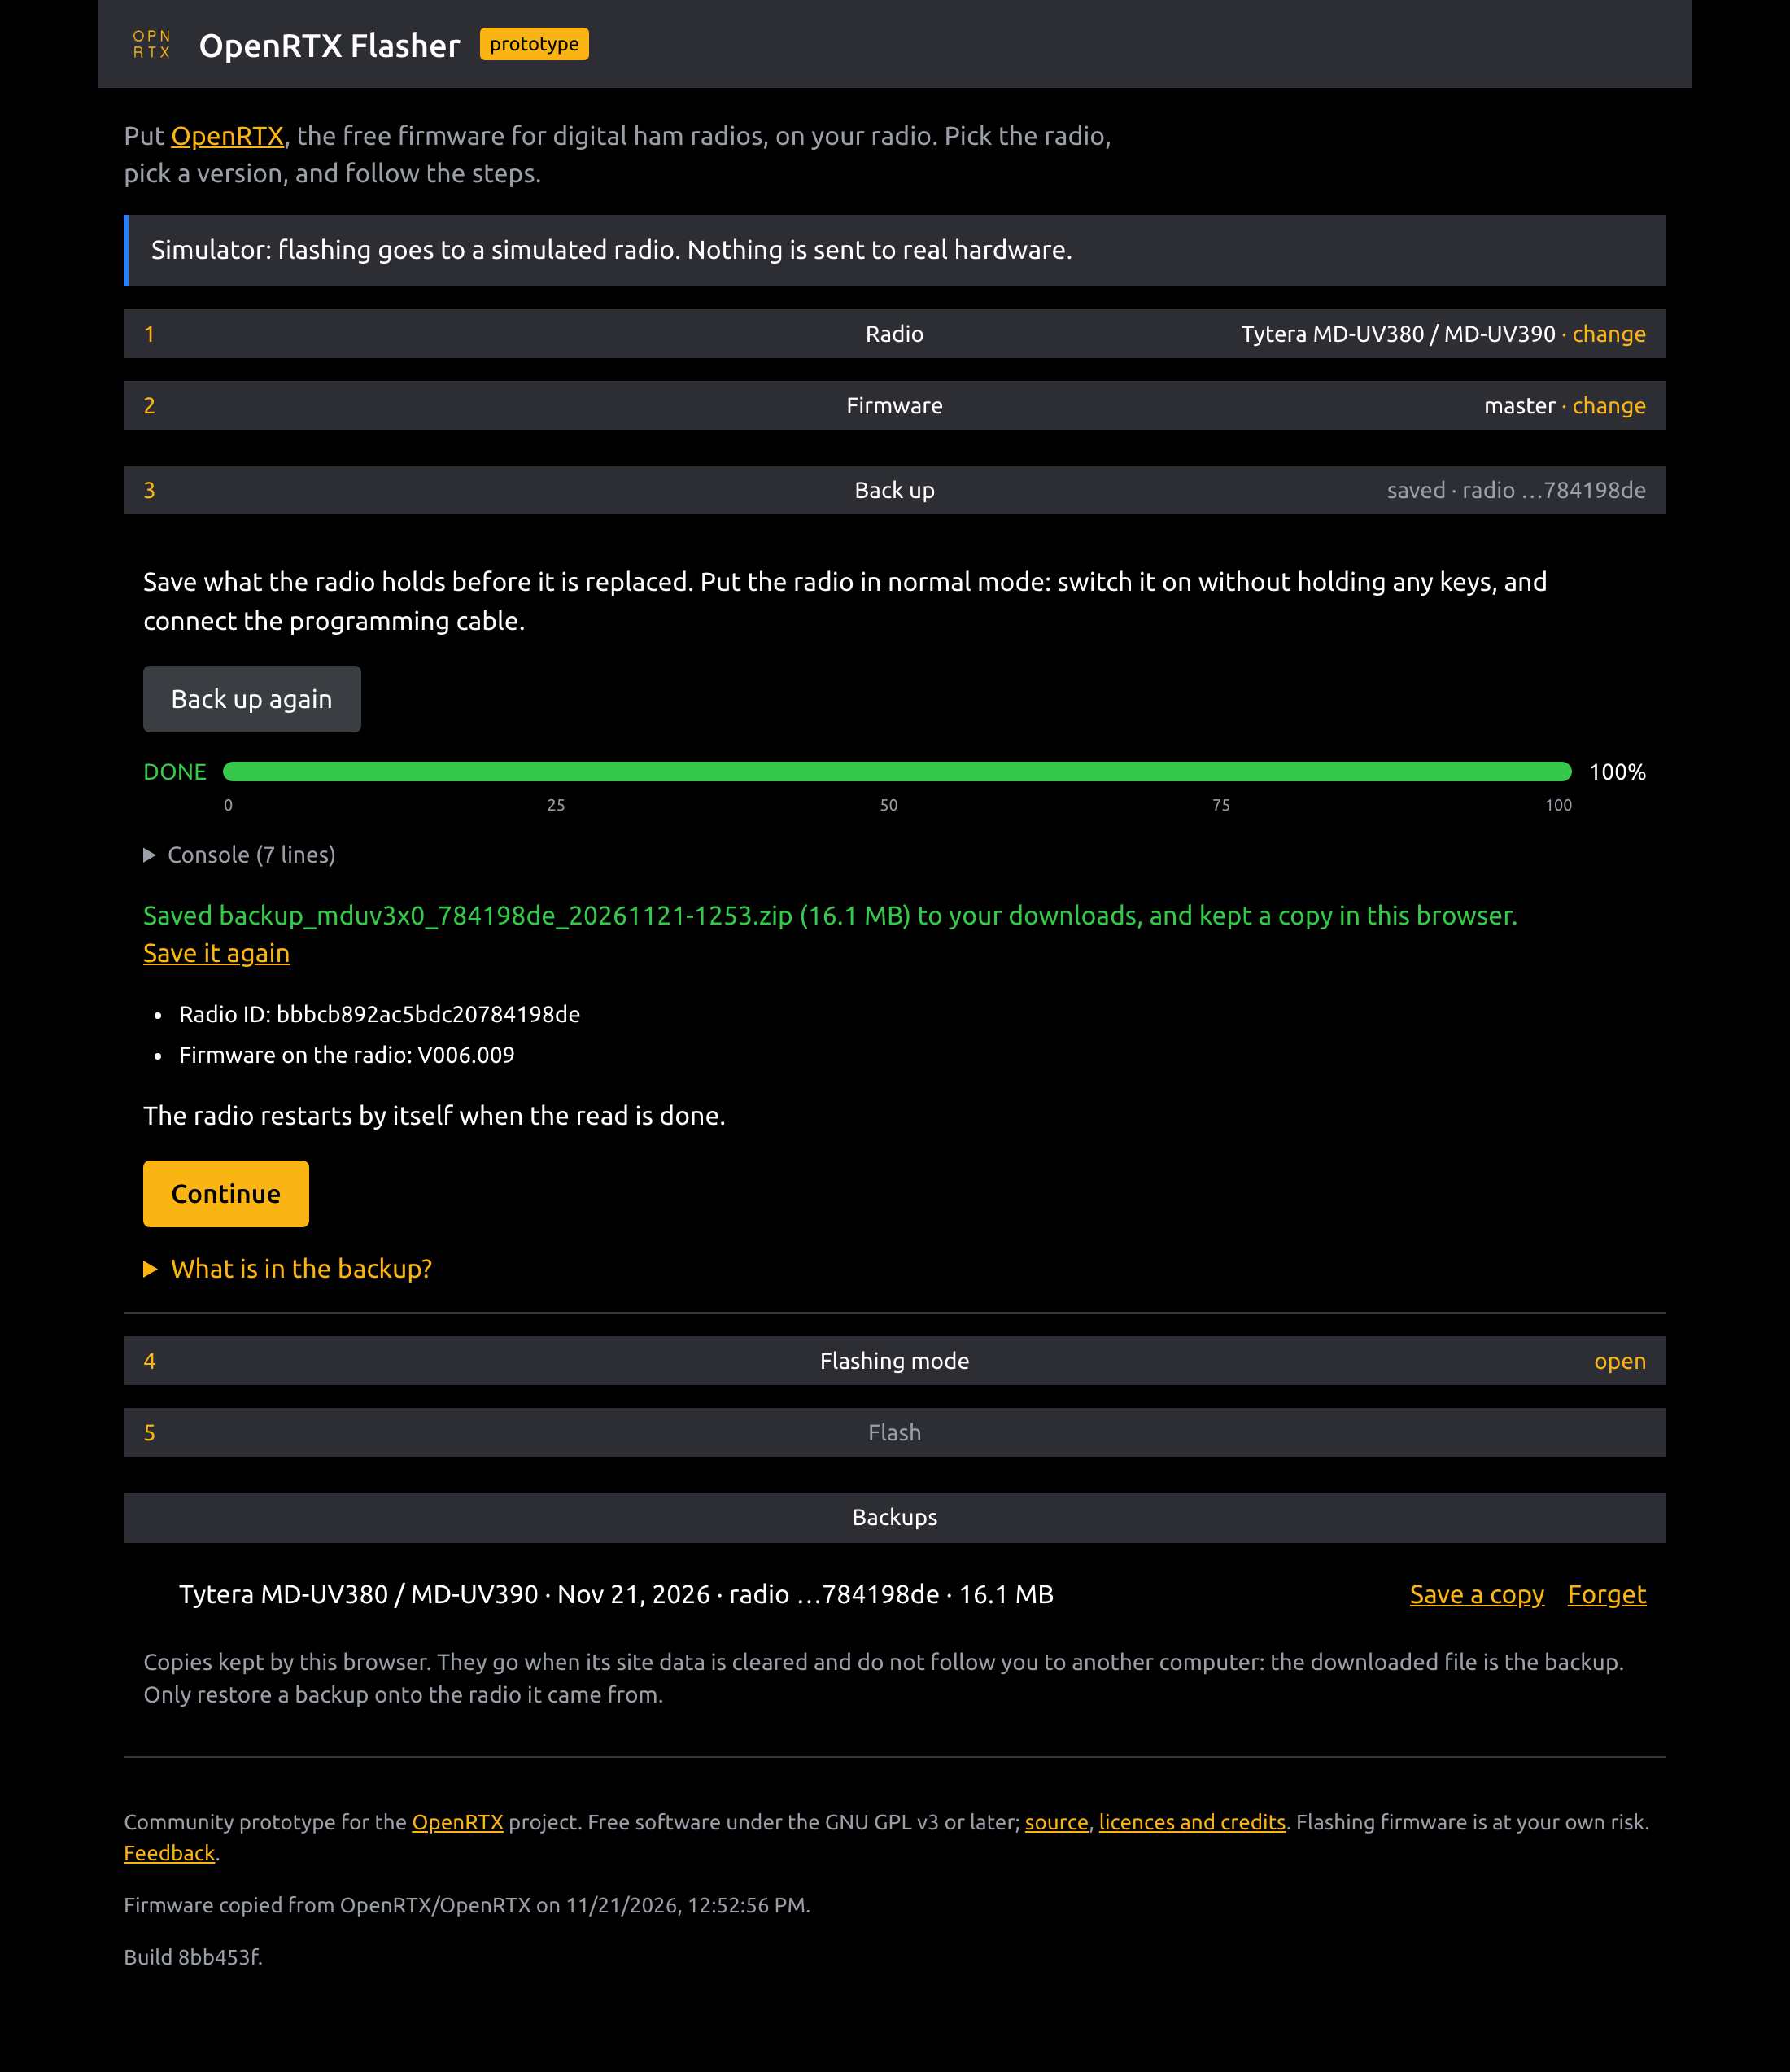 OPN
RTX
OpenRTX Flasher prototype
Put OpenRTX, the free firmware for digital ham radios, on your radio. Pick the radio,
pick a version, and follow the steps.
Simulator: flashing goes to a simulated radio. Nothing is sent to real hardware.
1 Radio Tytera MD-UV380 / MD-UV390 · change
2 Firmware master · change
3 Back up saved · radio …784198de
Save what the radio holds before it is replaced. Put the radio in normal mode: switch it on without holding any keys, and
connect the programming cable.
Back up again
DONE 100%
0 25 50 75 100
Console (7 lines)
Saved backup_mduv3x0_784198de_20261121-1253.zip (16.1 MB) to your downloads, and kept a copy in this browser.
Save it again
• Radio ID: bbbcb892ac5bdc20784198de
• Firmware on the radio: V006.009
The radio restarts by itself when the read is done.
Continue
What is in the backup?
4 Flashing mode open
5 Flash
Backups
Tytera MD-UV380 / MD-UV390 · Nov 21, 2026 · radio …784198de · 16.1 MB Save a copy Forget
Copies kept by this browser. They go when its site data is cleared and do not follow you to another computer: the downloaded file is the backup.
Only restore a backup onto the radio it came from.
Community prototype for the OpenRTX project. Free software under the GNU GPL v3 or later; source, licences and credits. Flashing firmware is at your own risk.
Feedback.
Firmware copied from OpenRTX/OpenRTX on 11/21/2026, 12:52:56 PM.
Build 8bb453f.